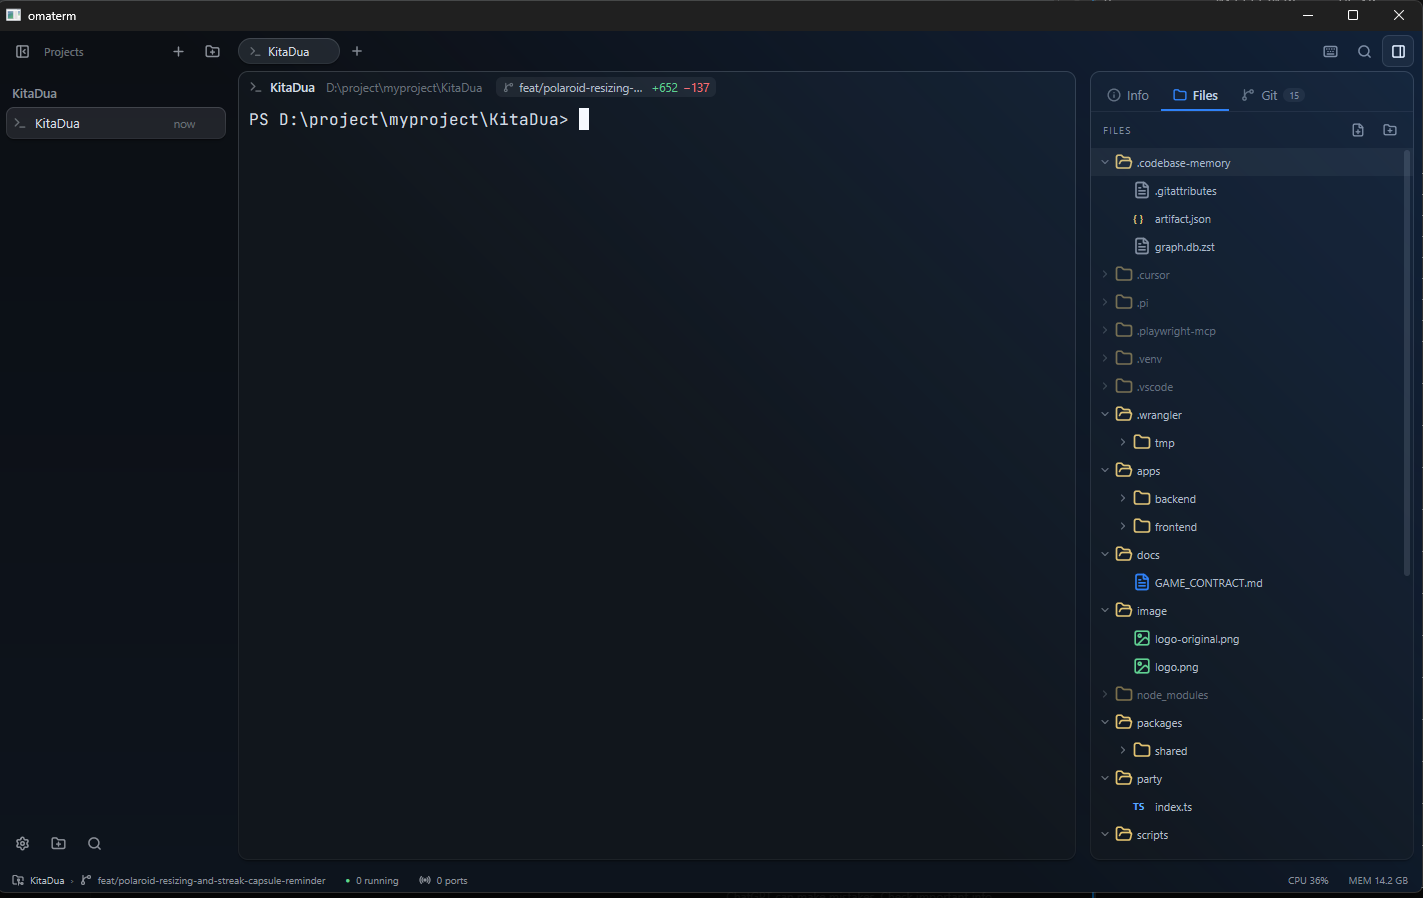 omaterm
Projects
KitaDua
KitaDua
KitaDua now
KitaDua D:\project\myproject\KitaDua feat/polaroid-resizing-... +652 −137
PS D:\project\myproject\KitaDua>
Info Files Git 15
FILES
.codebase-memory
.gitattributes
{ } artifact.json
graph.db.zst
.cursor
.pi
.playwright-mcp
.venv
.vscode
.wrangler
tmp
apps
backend
frontend
docs
GAME_CONTRACT.md
image
logo-original.png
logo.png
node_modules
packages
shared
party
TS index.ts
scripts
KitaDua › feat/polaroid-resizing-and-streak-capsule-reminder • 0 running 0 ports CPU 36% MEM 14.2 GB